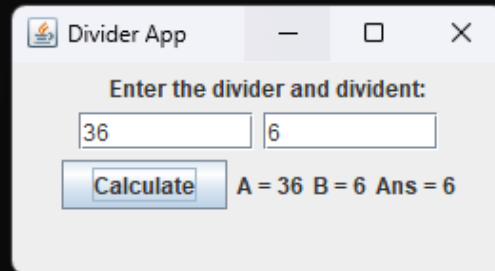 Divider App
Enter the divider and divident:
36 6
Calculate A = 36 B = 6 Ans = 6